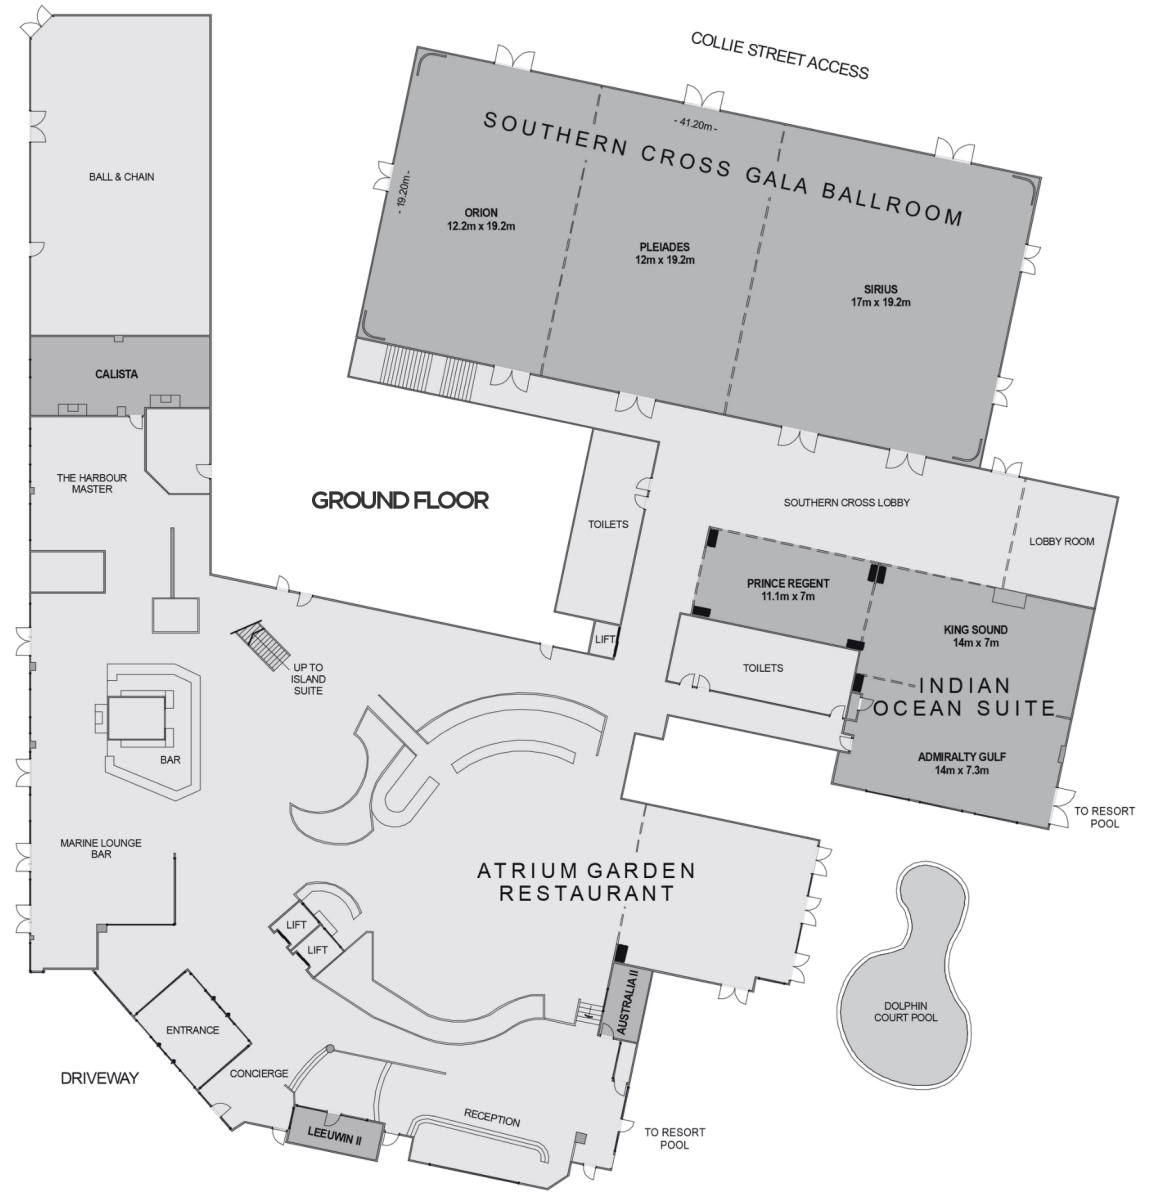 COLLIE STREET ACCESS
- 41.20m -
SOUTHERN CROSS GALA BALLROOM
- 19.20m -
BALL & CHAIN
ORION
12.2m x 19.2m
PLEIADES
12m x 19.2m
SIRIUS
17m x 19.2m
CALISTA
THE HARBOUR
MASTER
GROUND FLOOR
TOILETS
SOUTHERN CROSS LOBBY
LOBBY ROOM
PRINCE REGENT
11.1m x 7m
LIFT
KING SOUND
14m x 7m
TOILETS
UP TO
ISLAND
SUITE
INDIAN
OCEAN SUITE
BAR
ADMIRALTY GULF
14m x 7.3m
TO RESORT
POOL
MARINE LOUNGE
BAR
ATRIUM GARDEN
RESTAURANT
LIFT
LIFT
AUSTRALIA II
DOLPHIN
COURT POOL
ENTRANCE
DRIVEWAY
CONCIERGE
RECEPTION
LEEUWIN II
TO RESORT
POOL